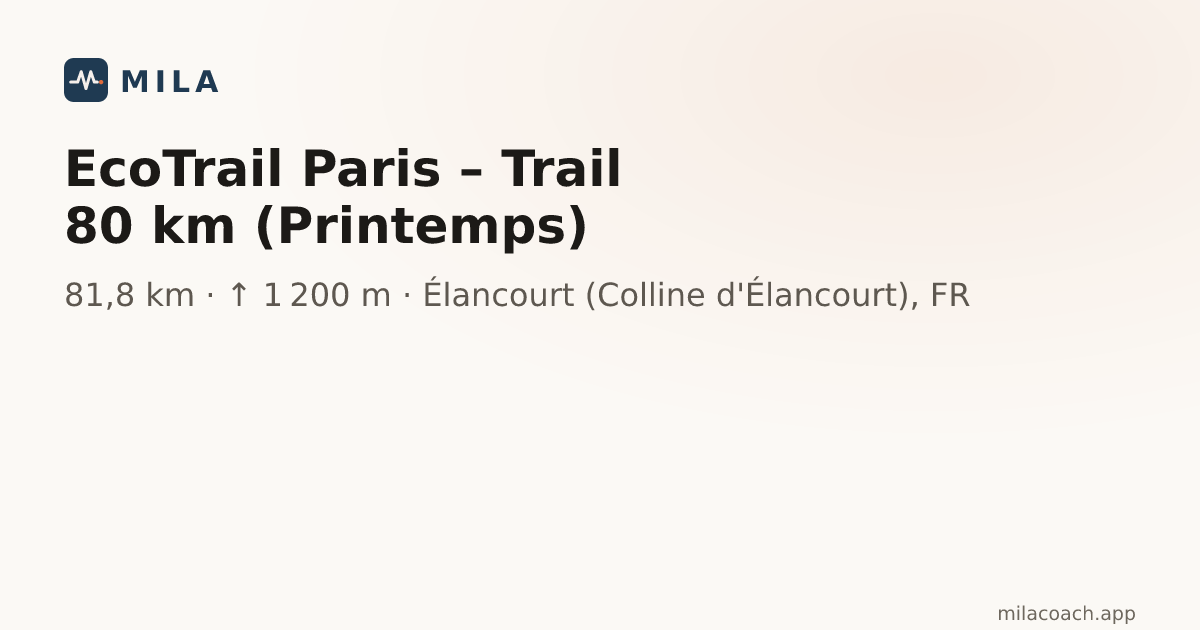 MILA
EcoTrail Paris – Trail
80 km (Printemps)
81,8 km · ↑ 1 200 m · Élancourt (Colline d'Élancourt), FR
milacoach.app